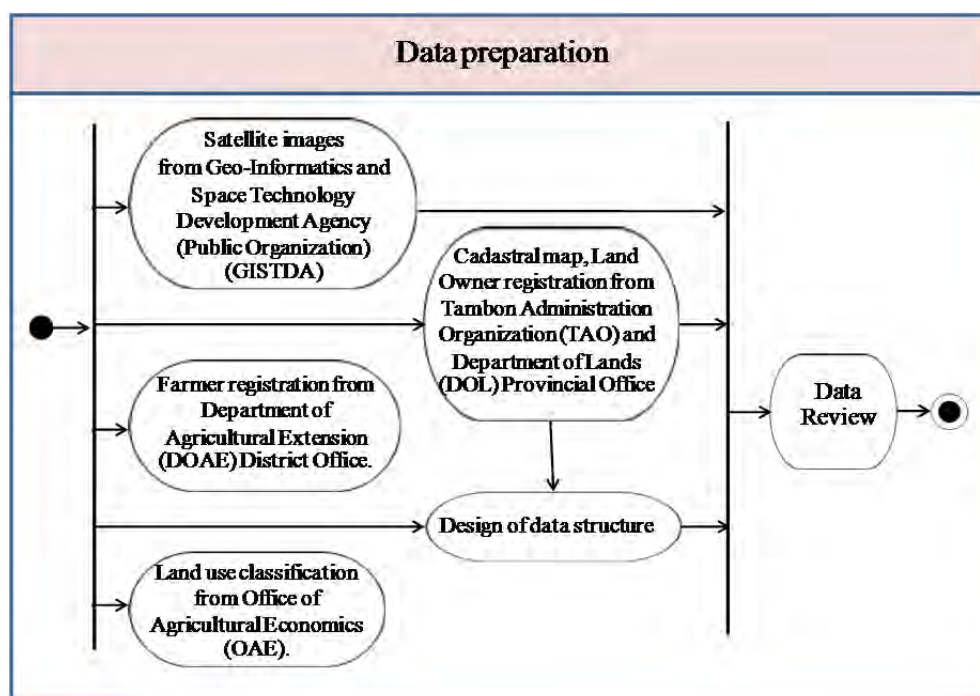 Data preparation
Satellite images
from Geo-Informatics and
Space Technology
Development Agency
(Public Organization)
(GISTDA)
Cadastral map, Land
Owner registration from
Tambon Administration
Organization (TAO) and
Department of Lands
(DOL) Provincial Office
Farmer registration from
Department of
Agricultural Extension
(DOAE) District Office.
Design of data structure
Land use classification
from Office of
Agricultural Economics
(OAE).
Data
Review